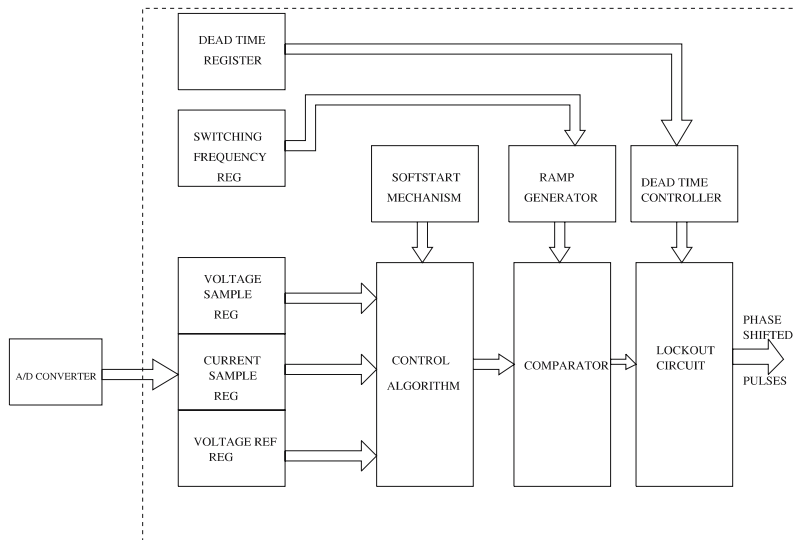 DEAD TIME
REGISTER
SWITCHING
FREQUENCY
REG
SOFTSTART
MECHANISM
RAMP
GENERATOR
DEAD TIME
CONTROLLER
VOLTAGE
SAMPLE
REG
CURRENT
SAMPLE
REG
VOLTAGE REF
REG
A/D CONVERTER
CONTROL
ALGORITHM
COMPARATOR
LOCKOUT
CIRCUIT
PHASE
SHIFTED
PULSES